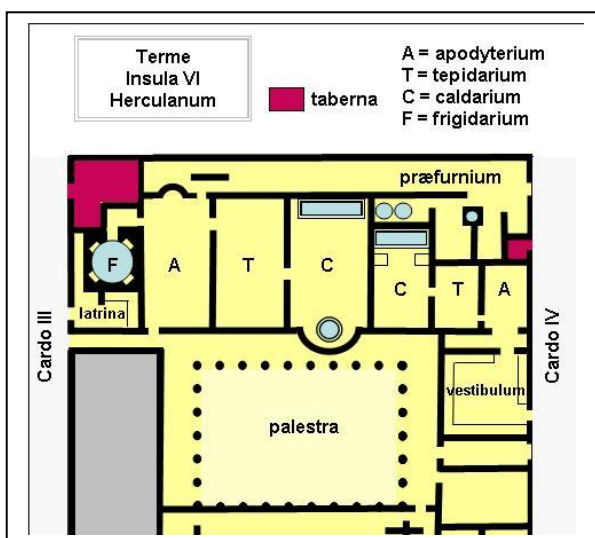 Terme
Insula VI
Herculanum
taberna
A = apodyterium
T = tepidarium
C = caldarium
F = frigidarium
præfurnium
F
A
T
C
C
T
A
latrina
vestibulum
palestra
Cardo III
Cardo IV